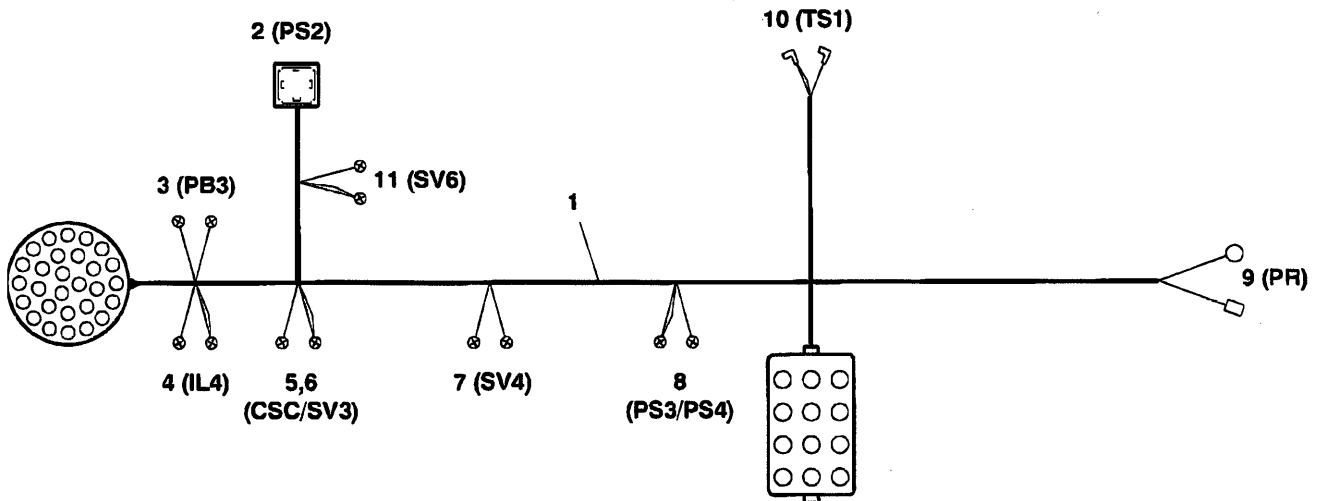 10 (TS1)
2 (PS2)
3 (PB3)
11 (SV6)
1
9 (PR)
4 (IL4)
5,6
(CSC/SV3)
7 (SV4)
8
(PS3/PS4)